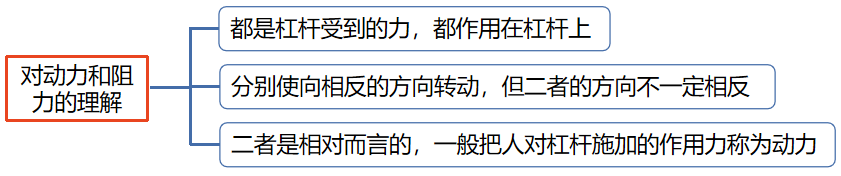 对动力和阻
力的理解
都是杠杆受到的力，都作用在杠杆上
分别使向相反的方向转动，但二者的方向不一定相反
二者是相对而言的，一般把人对杠杆施加的作用力称为动力